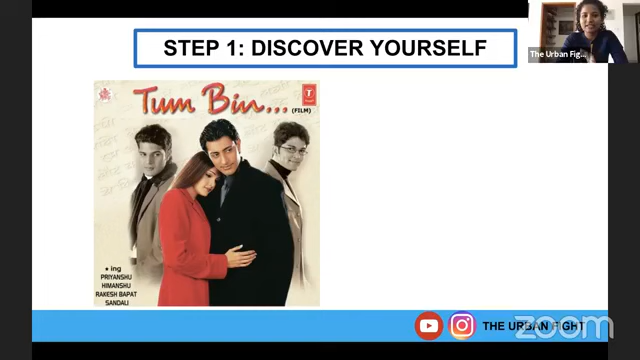 STEP 1: DISCOVER YOURSELF
The Urban Figh...
Tum Bin...
(FILM)
T
★ing
PRIYANSHU
HIMANSHU
RAKESH BAPAT
SANDALI
THE URBAN FIGHT
zoom